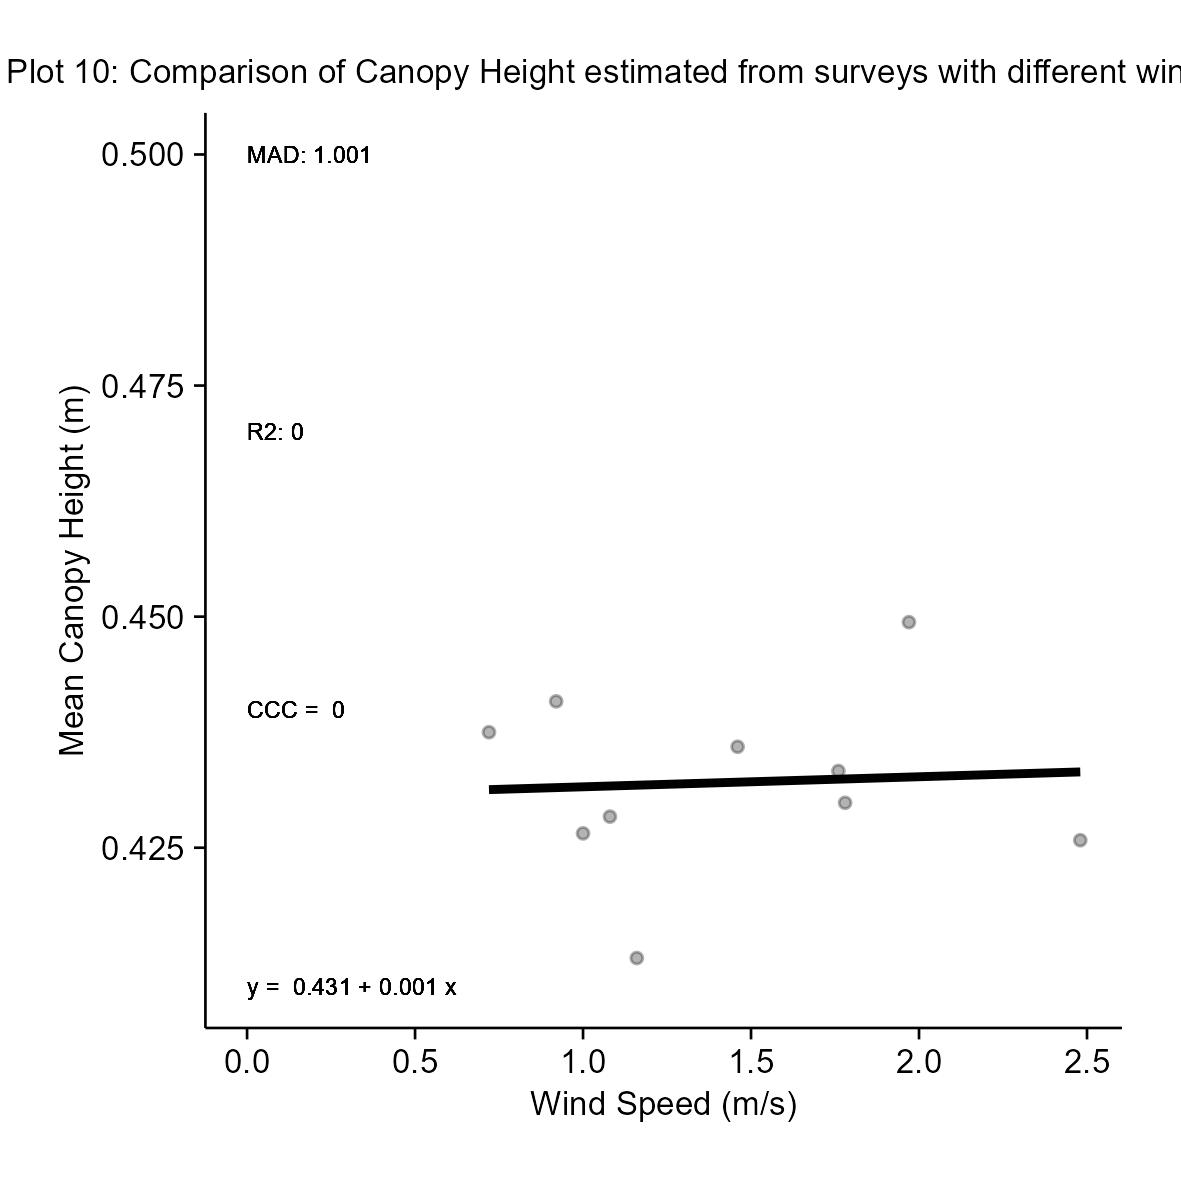 Plot 10: Comparison of Canopy Height estimated from surveys with different win
0.500
MAD: 1.001
0.475
R2: 0
Mean Canopy Height (m)
0.450
CCC =  0
0.425
y =  0.431 + 0.001 x
0.0 0.5 1.0 1.5 2.0 2.5
Wind Speed (m/s)